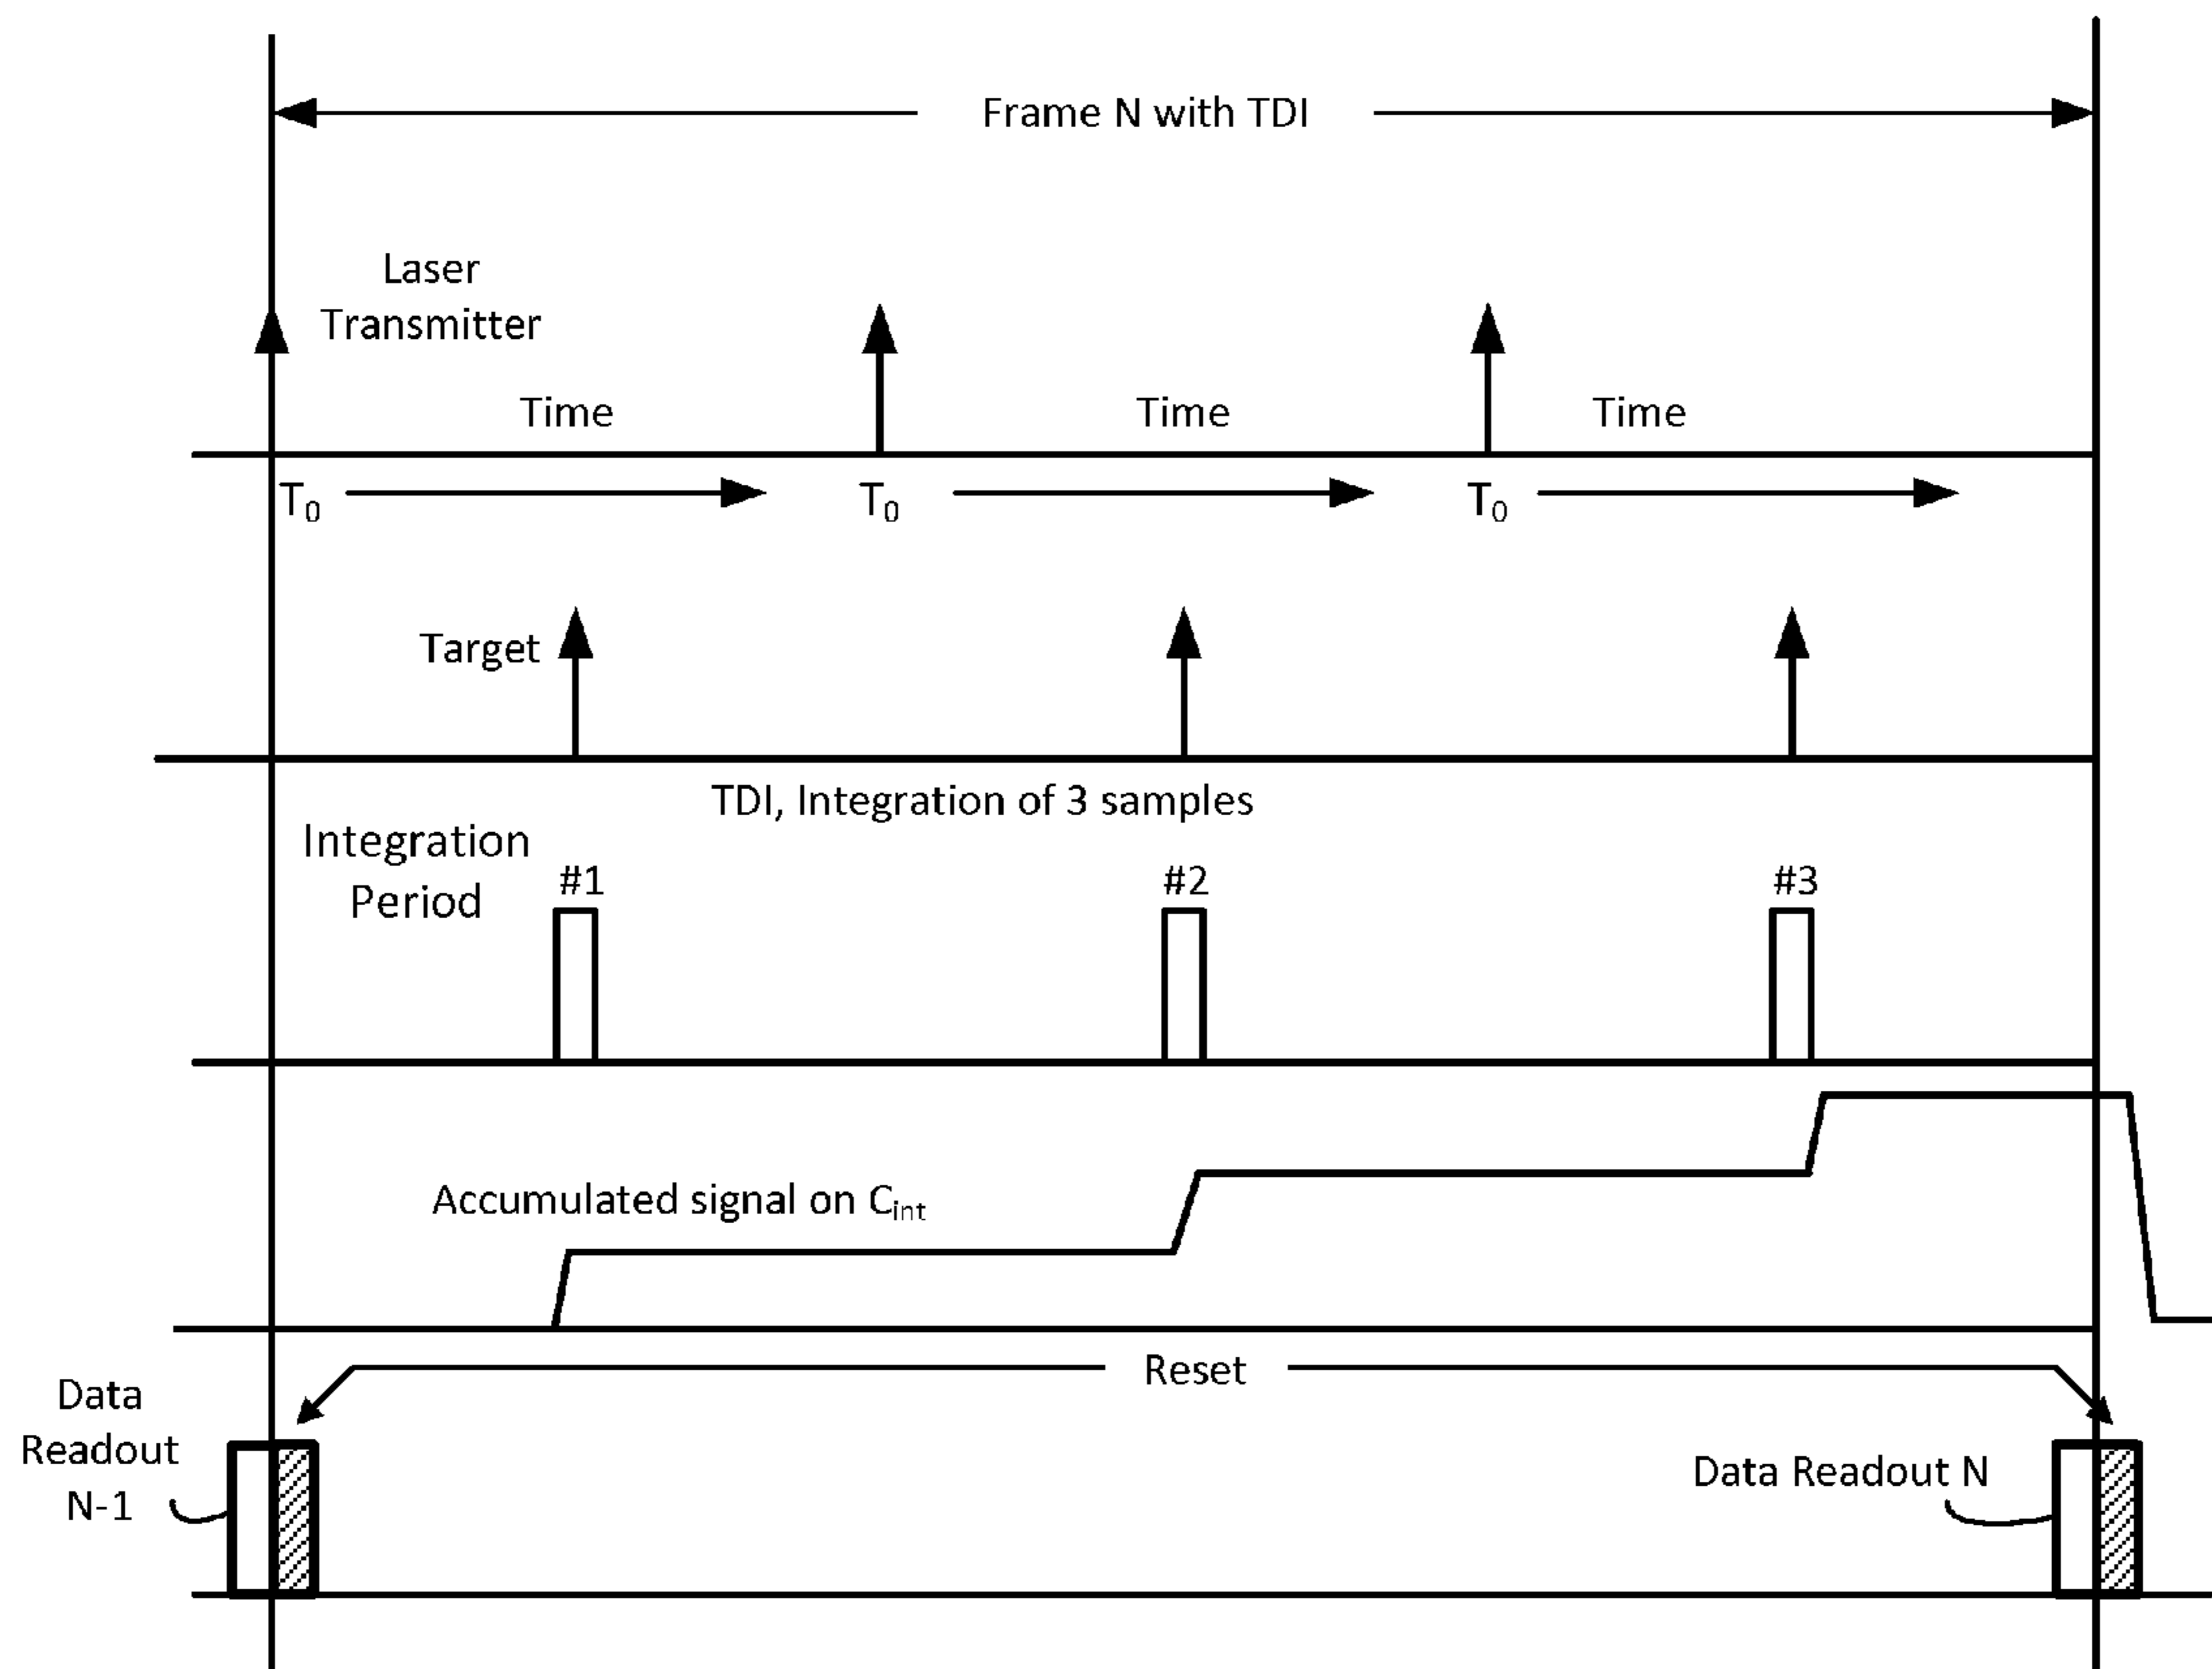 Frame N with TDI
Laser
Transmitter
Time
Time
Time
T₀
T₀
T₀
Target
TDI, Integration of 3 samples
Integration
Period
#1
#2
#3
Accumulated signal on Cᵢₙₜ
Reset
Data
Readout
N-1
Data Readout N